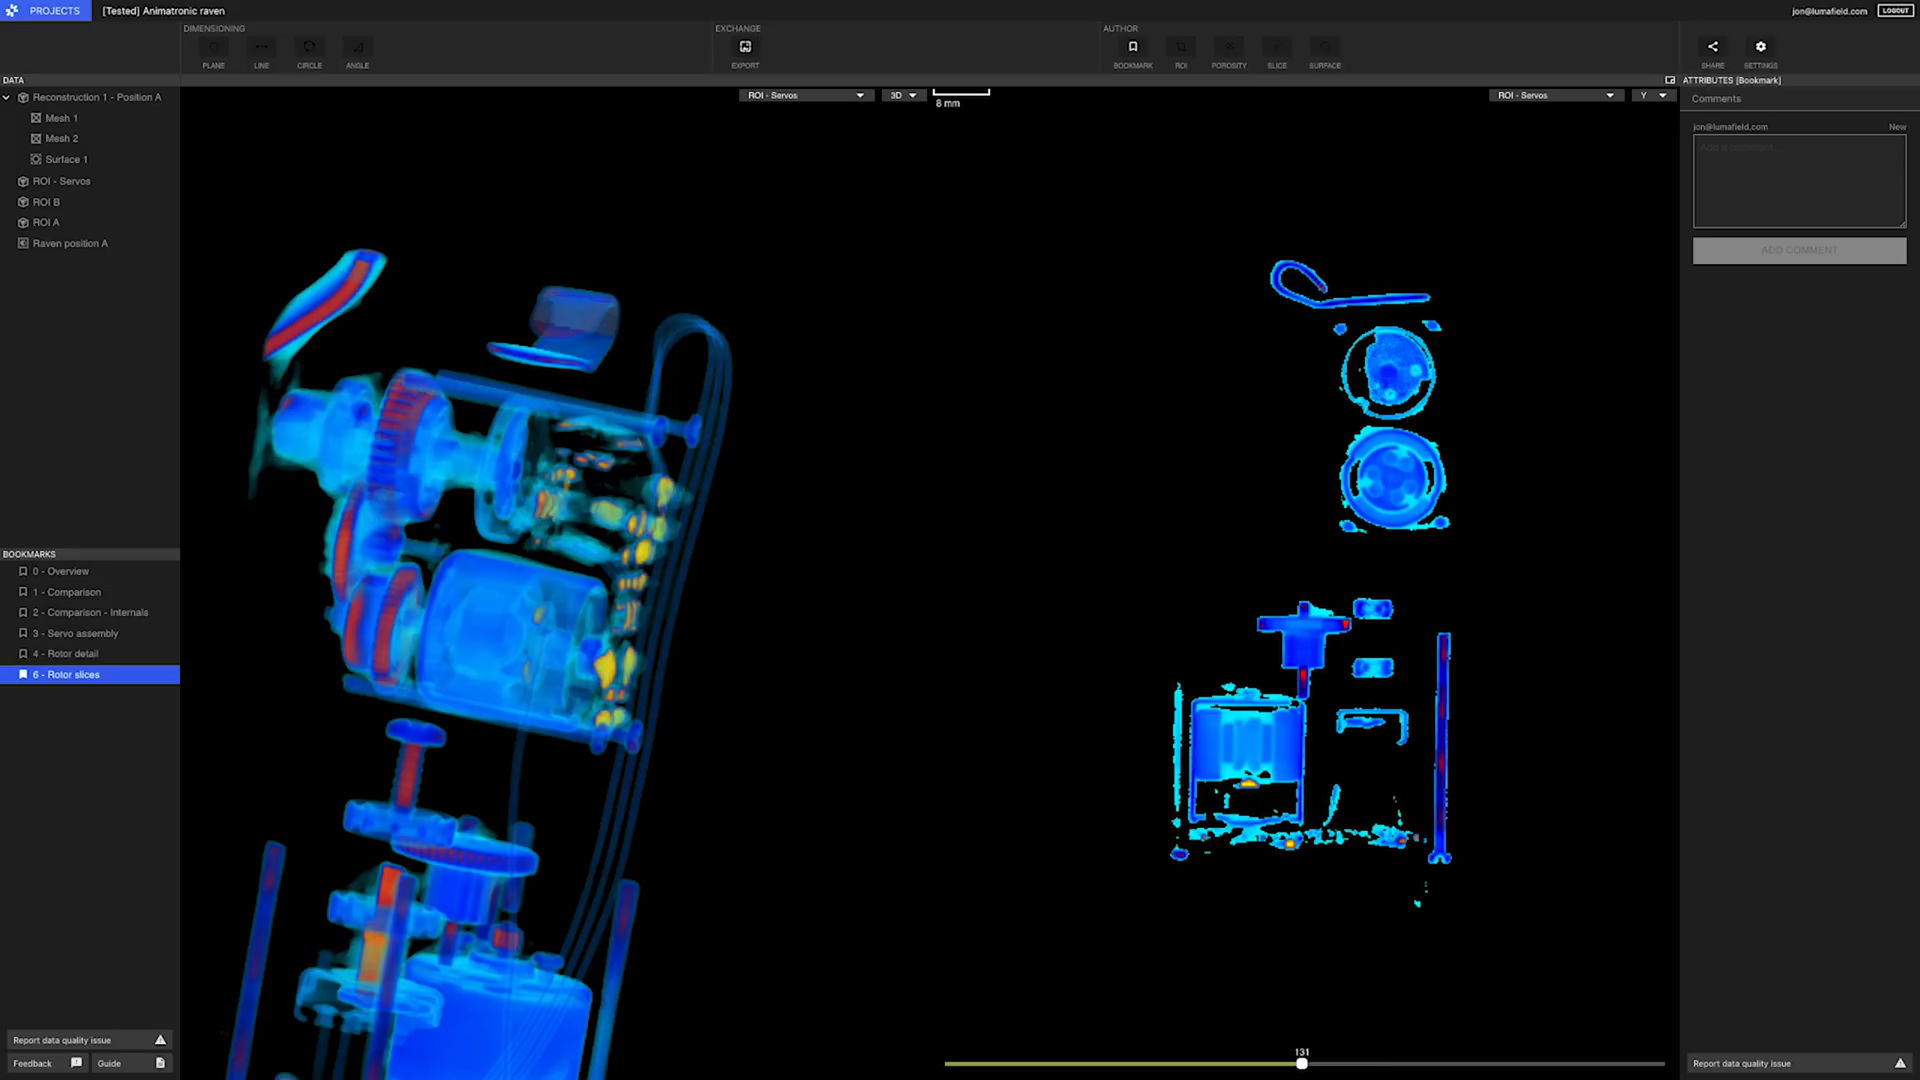 PROJECTS
[Tested] Animatronic raven
jon@lumafield.com
LOGOUT
DIMENSIONING
EXCHANGE
AUTHOR
PLANE
LINE
CIRCLE
ANGLE
EXPORT
BOOKMARK
ROI
POROSITY
SLICE
SURFACE
SHARE
SETTINGS
DATA
Reconstruction 1 - Position A
Mesh 1
Mesh 2
Surface 1
ROI - Servos
ROI B
ROI A
Raven position A
BOOKMARKS
0 - Overview
1 - Comparison
2 - Comparison - Internals
3 - Servo assembly
4 - Rotor detail
6 - Rotor slices
Report data quality issue
Feedback
Guide
ROI - Servos
3D
8 mm
ROI - Servos
Y
131
ATTRIBUTES [Bookmark]
Comments
jon@lumafield.com
New
Add a comment...
ADD COMMENT
Report data quality issue